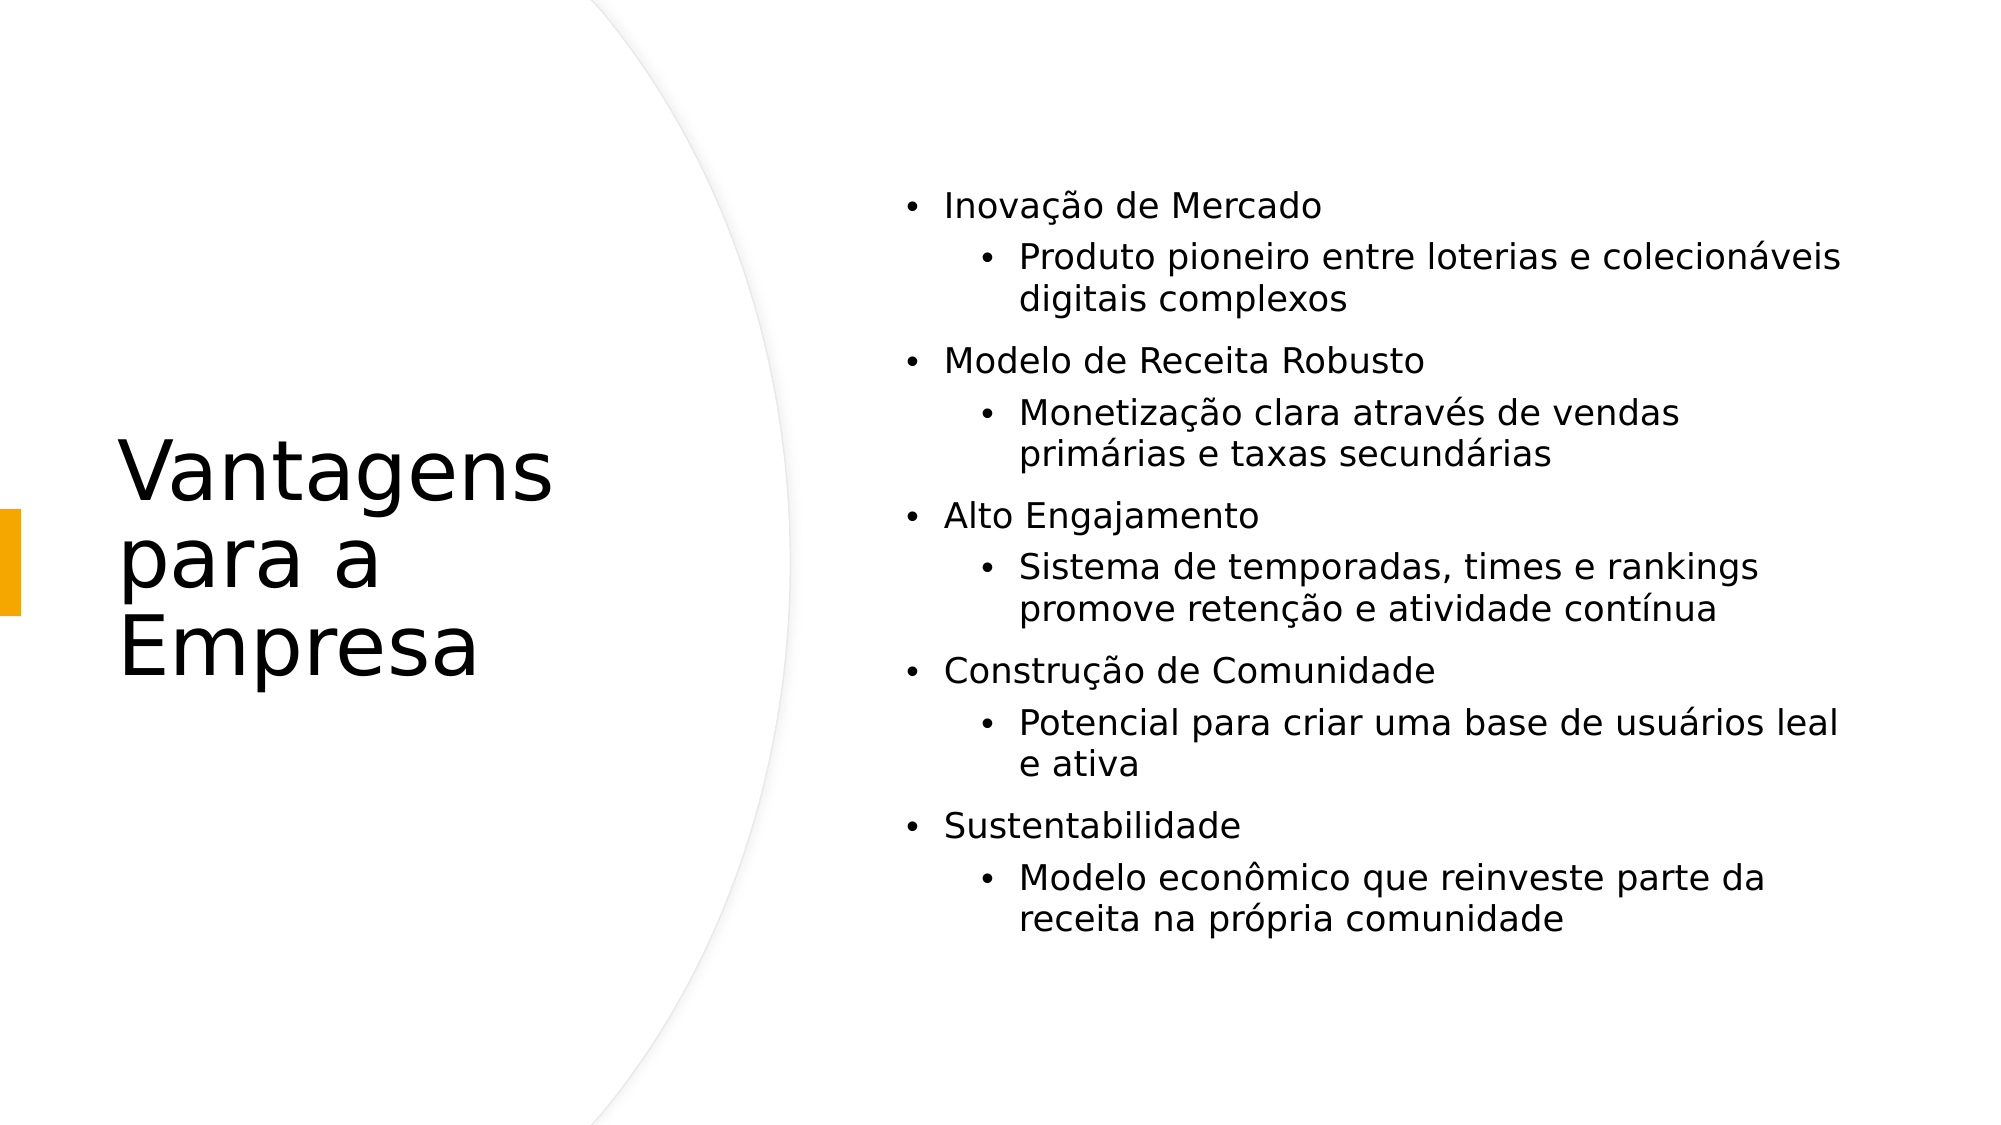 Vantagens
para a
Empresa
• Inovação de Mercado
• Produto pioneiro entre loterias e colecionáveis
digitais complexos
• Modelo de Receita Robusto
• Monetização clara através de vendas
primárias e taxas secundárias
• Alto Engajamento
• Sistema de temporadas, times e rankings
promove retenção e atividade contínua
• Construção de Comunidade
• Potencial para criar uma base de usuários leal
e ativa
• Sustentabilidade
• Modelo econômico que reinveste parte da
receita na própria comunidade